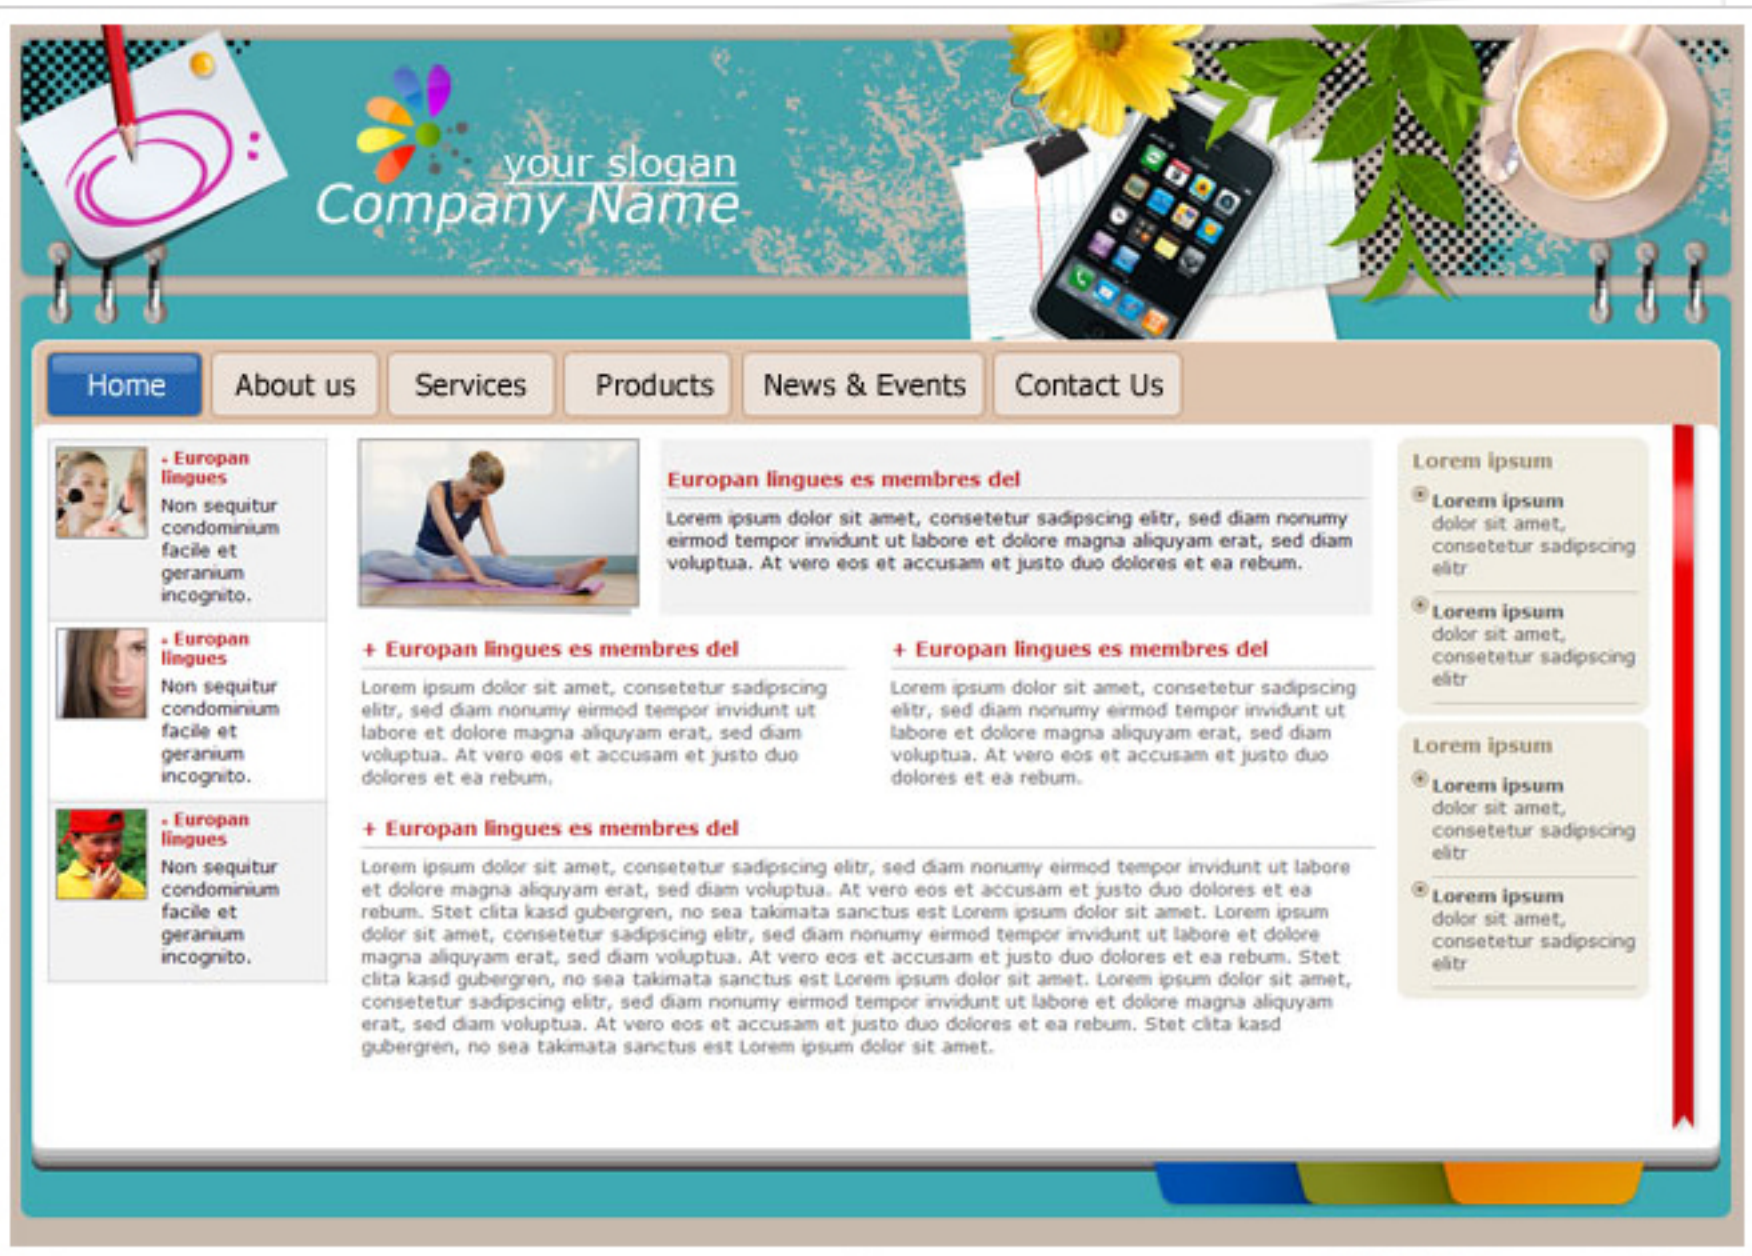 your slogan
Company Name
Home
About us
Services
Products
News & Events
Contact Us
+ Europan
lingues
Non sequitur
condominium
facile et
geranium
incognito.
+ Europan
lingues
Non sequitur
condominium
facile et
geranium
incognito.
+ Europan
lingues
Non sequitur
condominium
facile et
geranium
incognito.
Europan lingues es membres del
Lorem ipsum dolor sit amet, consetetur sadipscing elitr, sed diam nonumy
eirmod tempor invidunt ut labore et dolore magna aliquyam erat, sed diam
voluptua. At vero eos et accusam et justo duo dolores et ea rebum.
+ Europan lingues es membres del
Lorem ipsum dolor sit amet, consetetur sadipscing
elitr, sed diam nonumy eirmod tempor invidunt ut
labore et dolore magna aliquyam erat, sed diam
voluptua. At vero eos et accusam et justo duo
dolores et ea rebum.
+ Europan lingues es membres del
Lorem ipsum dolor sit amet, consetetur sadipscing
elitr, sed diam nonumy eirmod tempor invidunt ut
labore et dolore magna aliquyam erat, sed diam
voluptua. At vero eos et accusam et justo duo
dolores et ea rebum.
+ Europan lingues es membres del
Lorem ipsum dolor sit amet, consetetur sadipscing elitr, sed diam nonumy eirmod tempor invidunt ut labore
et dolore magna aliquyam erat, sed diam voluptua. At vero eos et accusam et justo duo dolores et ea
rebum. Stet clita kasd gubergren, no sea takimata sanctus est Lorem ipsum dolor sit amet. Lorem ipsum
dolor sit amet, consetetur sadipscing elitr, sed diam nonumy eirmod tempor invidunt ut labore et dolore
magna aliquyam erat, sed diam voluptua. At vero eos et accusam et justo duo dolores et ea rebum. Stet
clita kasd gubergren, no sea takimata sanctus est Lorem ipsum dolor sit amet. Lorem ipsum dolor sit amet,
consetetur sadipscing elitr, sed diam nonumy eirmod tempor invidunt ut labore et dolore magna aliquyam
erat, sed diam voluptua. At vero eos et accusam et justo duo dolores et ea rebum. Stet clita kasd
gubergren, no sea takimata sanctus est Lorem ipsum dolor sit amet.
Lorem ipsum
Lorem ipsum
dolor sit amet,
consetetur sadipscing
elitr
Lorem ipsum
dolor sit amet,
consetetur sadipscing
elitr
Lorem ipsum
Lorem ipsum
dolor sit amet,
consetetur sadipscing
elitr
Lorem ipsum
dolor sit amet,
consetetur sadipscing
elitr